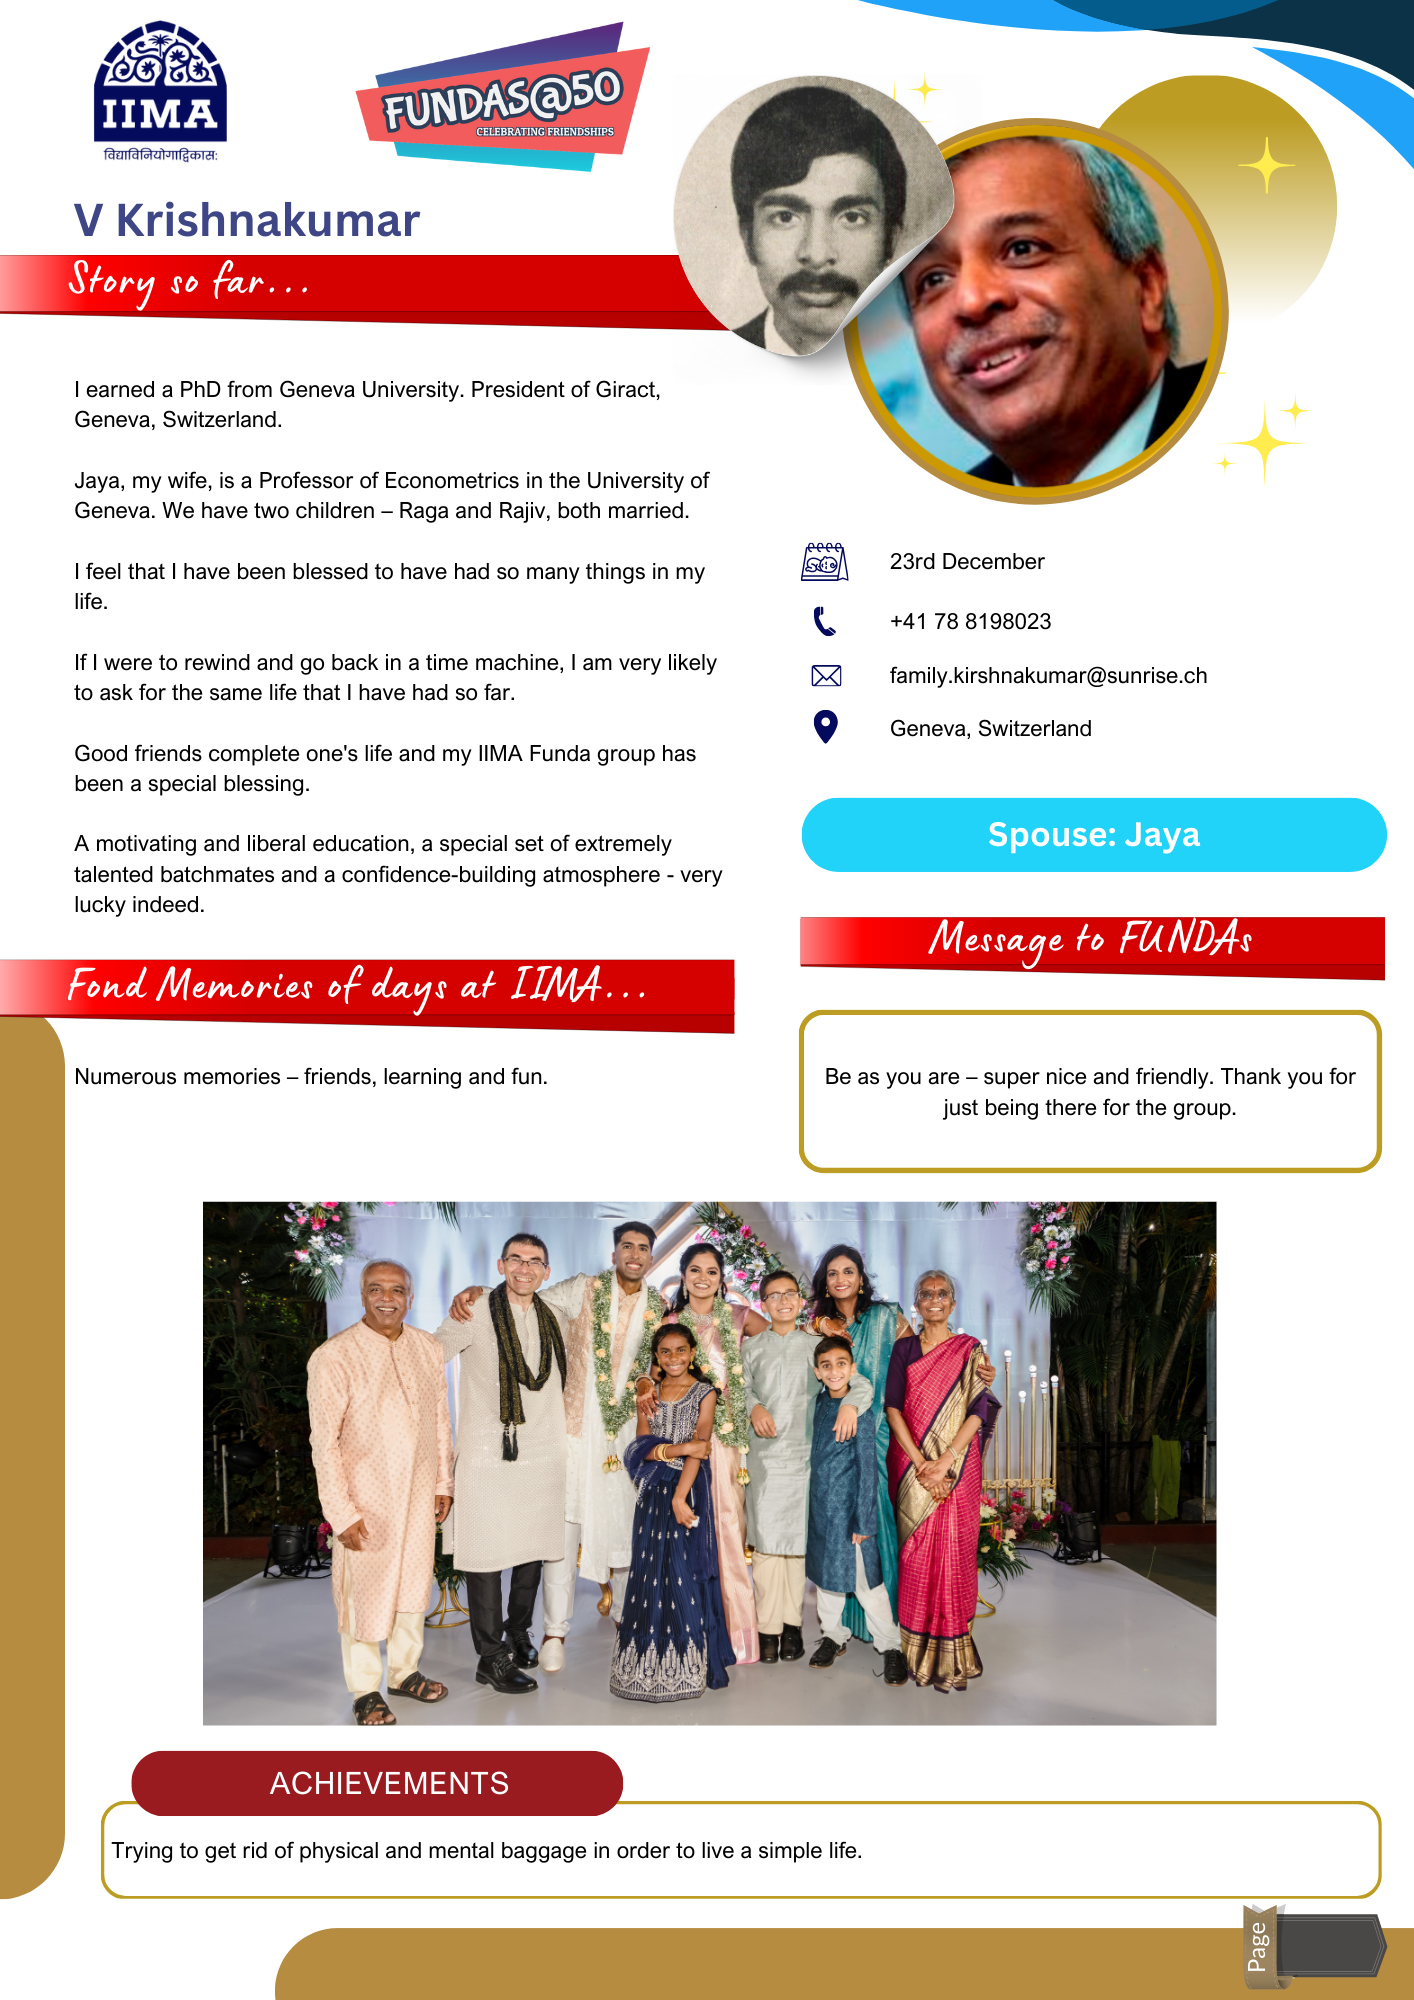 IIMA
विद्याविनियोगाद्विकास:
FUNDAS@50
CELEBRATING FRIENDSHIPS
V Krishnakumar
Story so far...
I earned a PhD from Geneva University. President of Giract,
Geneva, Switzerland.
Jaya, my wife, is a Professor of Econometrics in the University of
Geneva. We have two children – Raga and Rajiv, both married.
I feel that I have been blessed to have had so many things in my
life.
If I were to rewind and go back in a time machine, I am very likely
to ask for the same life that I have had so far.
Good friends complete one's life and my IIMA Funda group has
been a special blessing.
A motivating and liberal education, a special set of extremely
talented batchmates and a confidence-building atmosphere - very
lucky indeed.
23rd December
+41 78 8198023
family.kirshnakumar@sunrise.ch
Geneva, Switzerland
Spouse: Jaya
Fond Memories of days at IIMA...
Numerous memories – friends, learning and fun.
Message to FUNDAs
Be as you are – super nice and friendly. Thank you for
just being there for the group.
ACHIEVEMENTS
Trying to get rid of physical and mental baggage in order to live a simple life.
Page